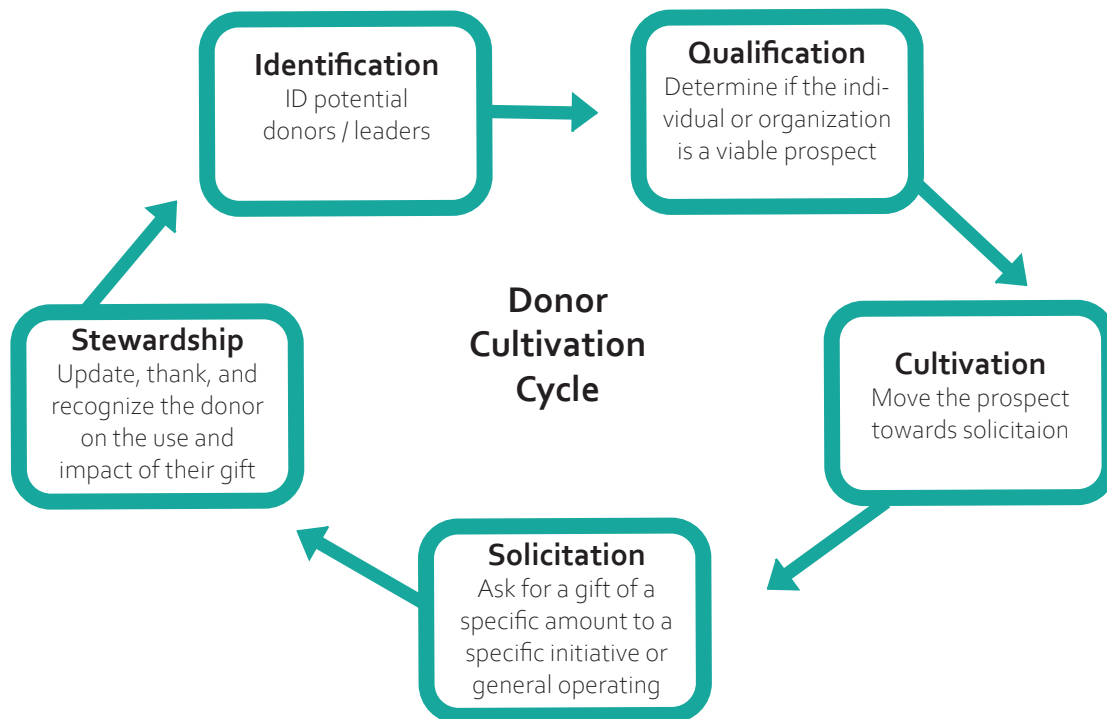 Identification
ID potential
donors / leaders
Qualification
Determine if the indi-
vidual or organization
is a viable prospect
Donor
Cultivation
Cycle
Stewardship
Update, thank, and
recognize the donor
on the use and
impact of their gift
Cultivation
Move the prospect
towards solicitaion
Solicitation
Ask for a gift of a
specific amount to a
specific initiative or
general operating